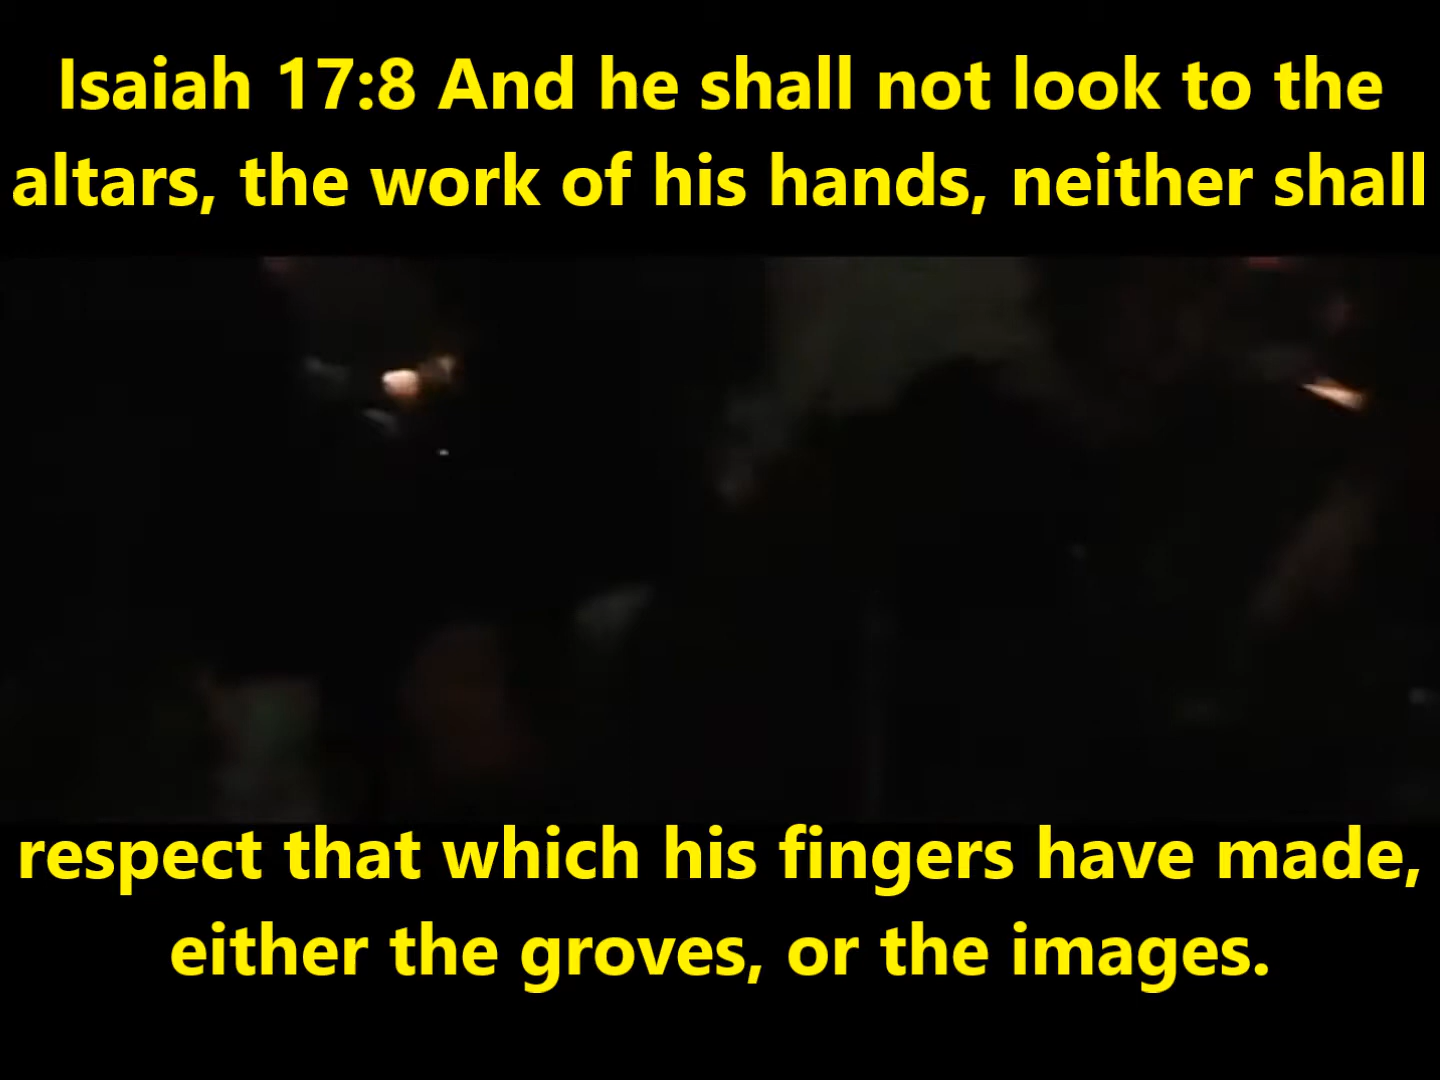 Isaiah 17:8 And he shall not look to the
altars, the work of his hands, neither shall
respect that which his fingers have made,
either the groves, or the images.